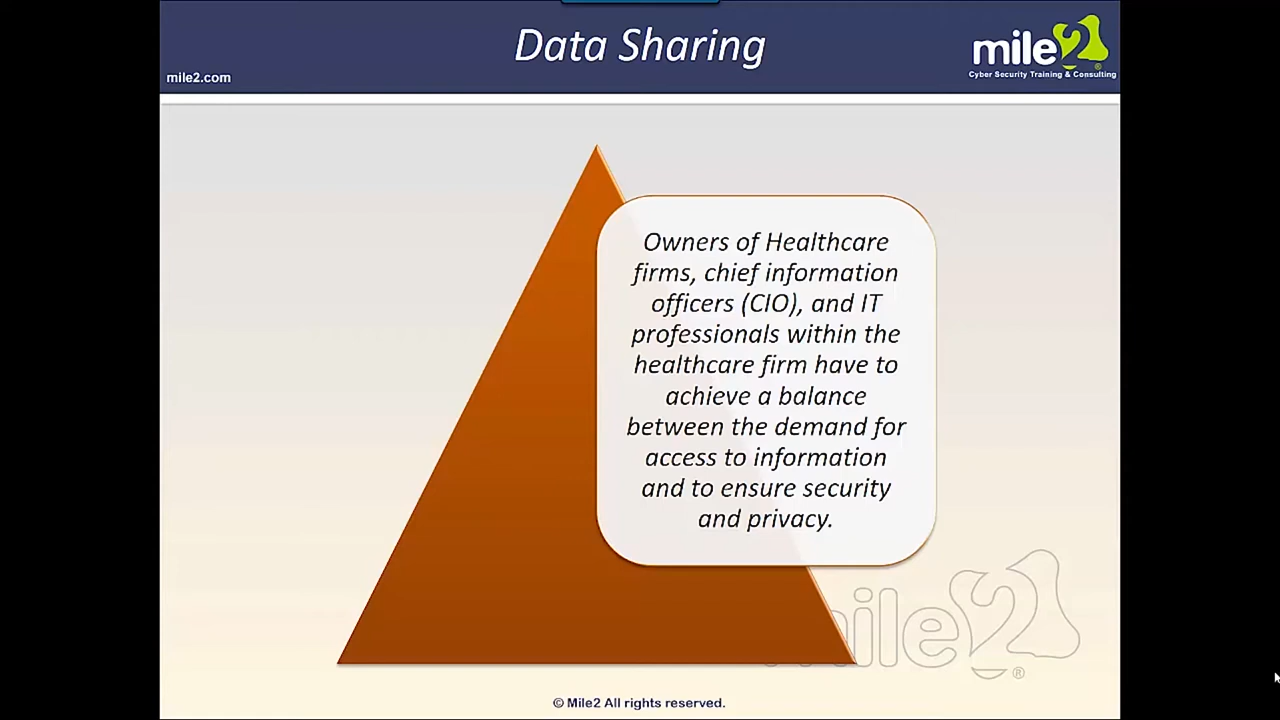 Data Sharing
mile2
®
Cyber Security Training & Consulting
mile2.com
Owners of Healthcare
firms, chief information
officers (CIO), and IT
professionals within the
healthcare firm have to
achieve a balance
between the demand for
access to information
and to ensure security
and privacy.
mile2
®
© Mile2 All rights reserved.